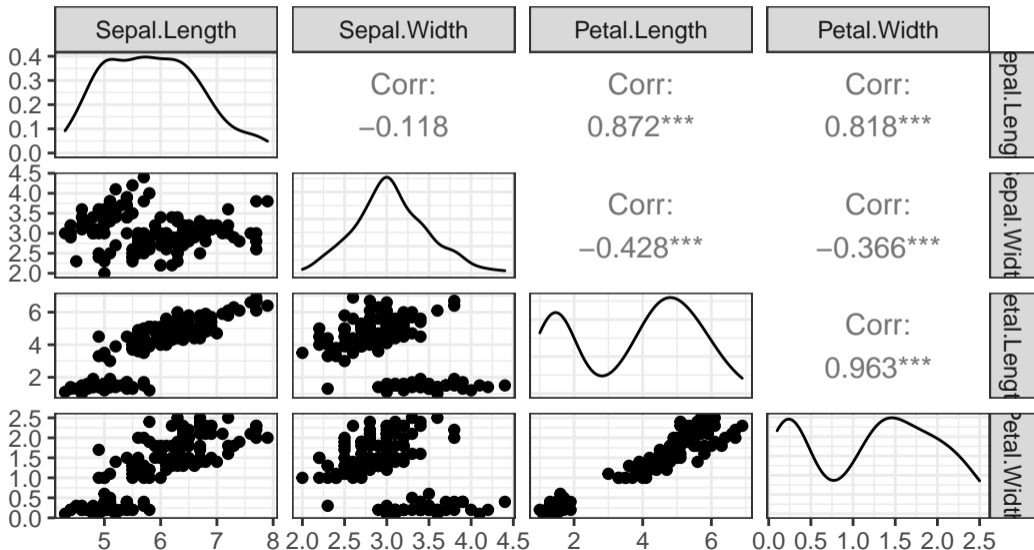 Sepal.Length Sepal.Width Petal.Length Petal.Width
0.4
0.3
0.2
0.1
0.0
Corr:
−0.118
Corr:
0.872***
Corr:
0.818***
epal.Leng
4.5
4.0
3.5
3.0
2.5
2.0
Corr:
−0.428***
Corr:
−0.366***
epal.Widt
6
4
2
Corr:
0.963***
etal.Lengt
2.5
2.0
1.5
1.0
0.5
0.0
Petal.Width
5 6 7 8 2.0 2.5 3.0 3.5 4.0 4.5 2 4 6 0.0 0.5 1.0 1.5 2.0 2.5